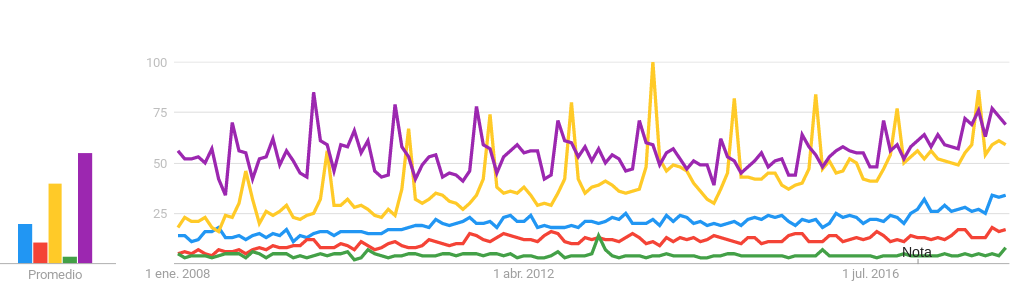 100
75
50
25
Nota
Promedio
1 ene. 2008
1 abr. 2012
1 jul. 2016